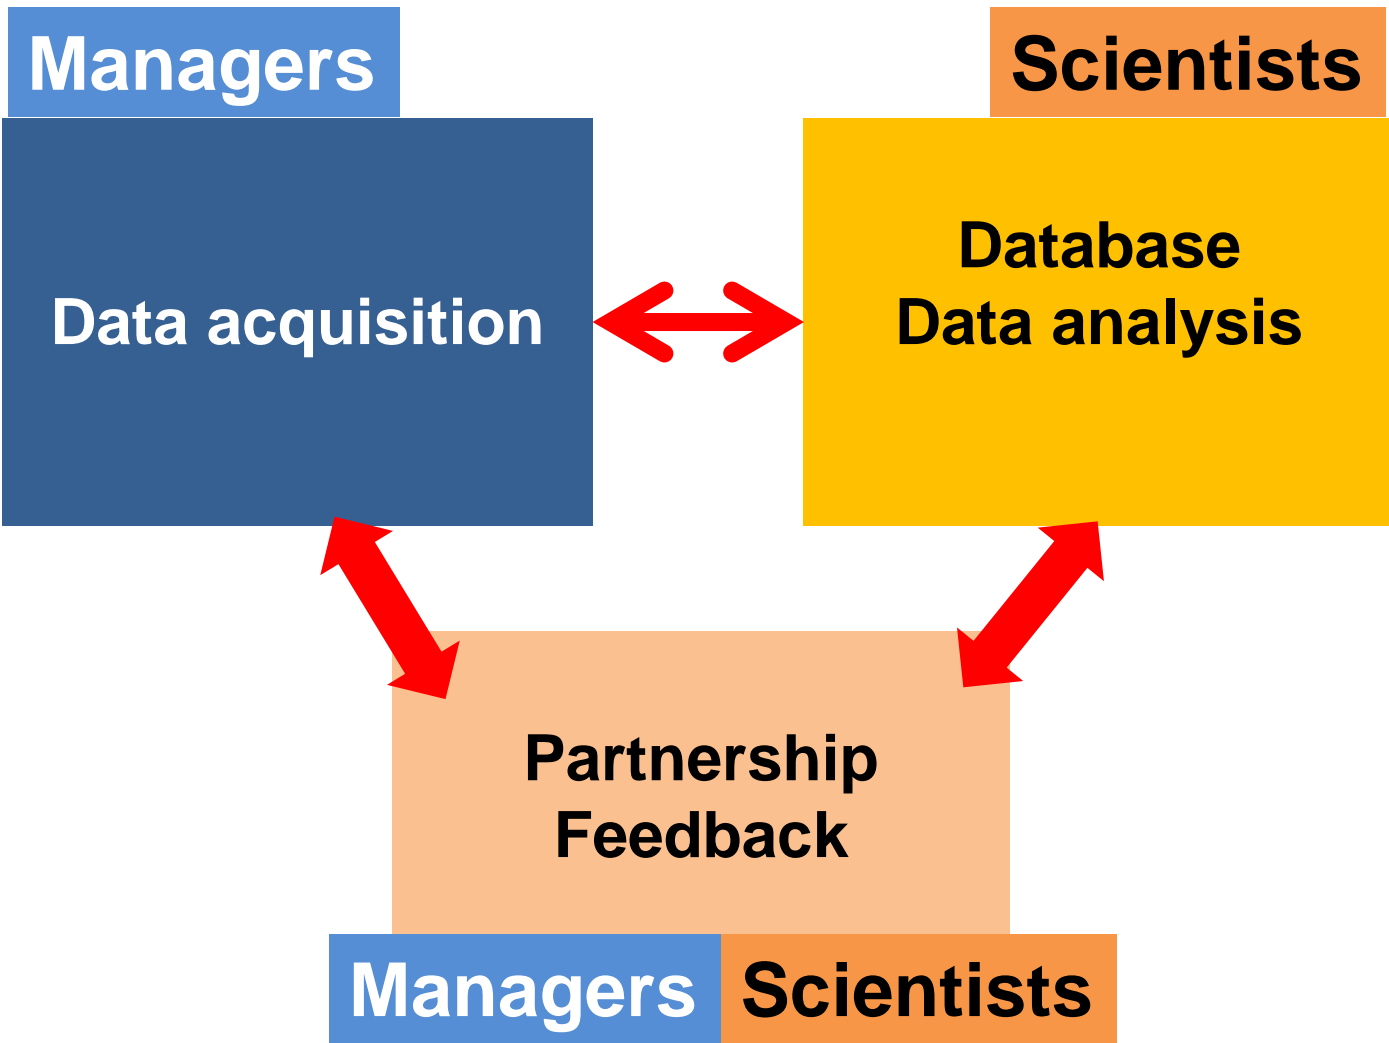 Managers
Scientists
Data acquisition
Database
Data analysis
Partnership
Feedback
Managers
Scientists